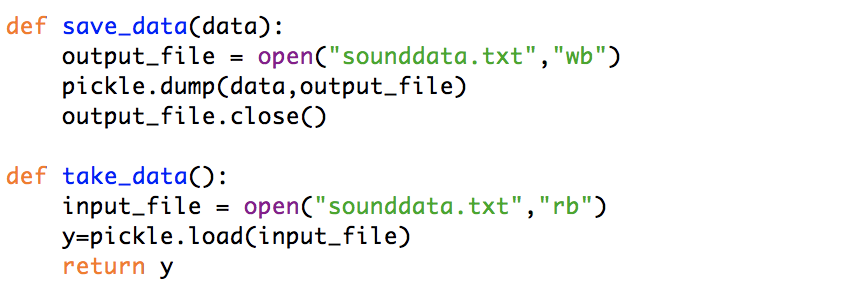 def save_data(data):
    output_file = open("sounddata.txt","wb")
    pickle.dump(data,output_file)
    output_file.close()

def take_data():
    input_file = open("sounddata.txt","rb")
    y=pickle.load(input_file)
    return y